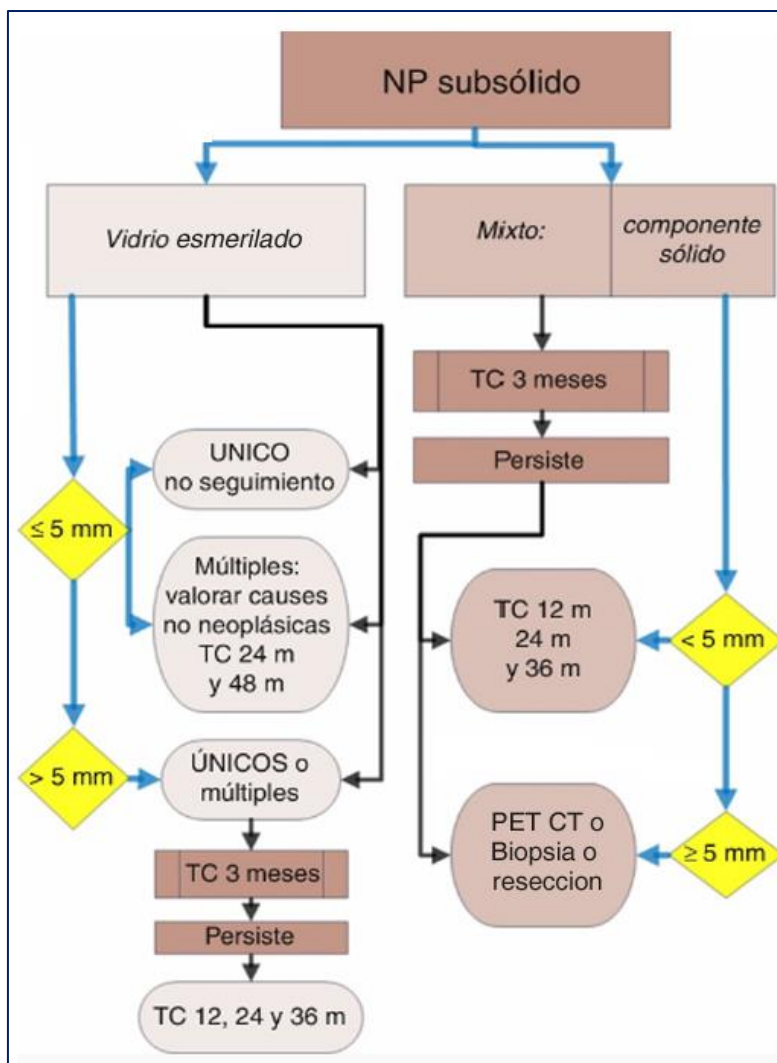 NP subsólido
Vidrio esmerilado
Mixto:
componente
sólido
TC 3 meses
Persiste
UNICO
no seguimiento
≤ 5 mm
Múltiples:
valorar causes
no neoplásicas
TC 24 m
y 48 m
TC 12 m
24 m
y 36 m
< 5 mm
> 5 mm
ÚNICOS o
múltiples
PET CT o
Biopsia o
reseccion
≥ 5 mm
TC 3 meses
Persiste
TC 12, 24 y 36 m